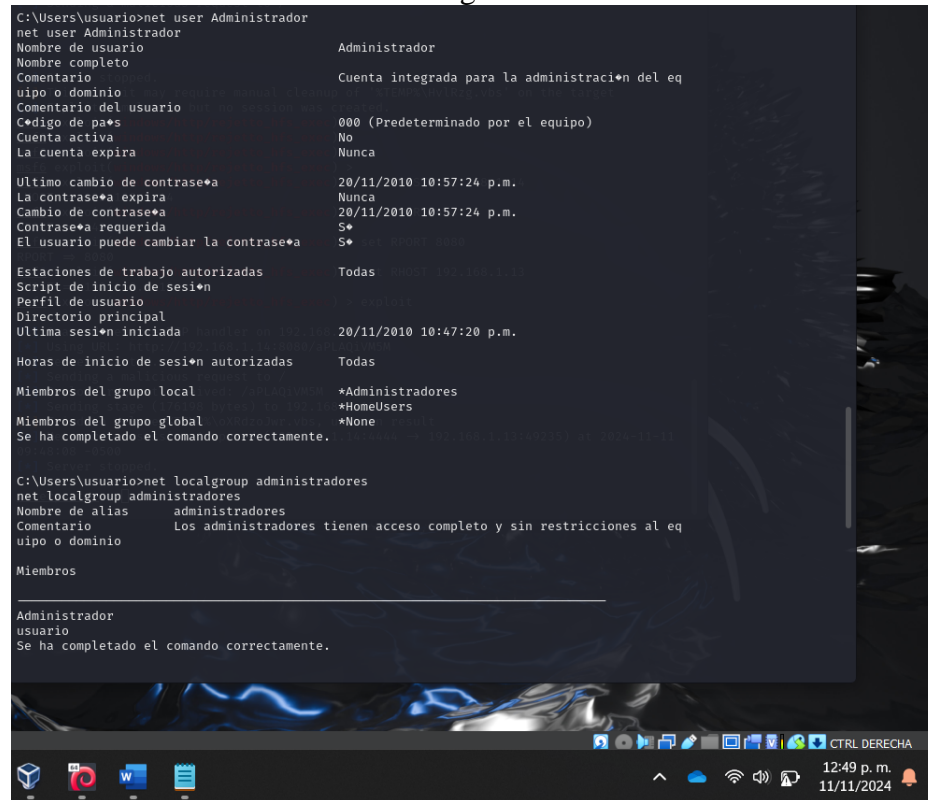 C:\Users\usuario>net user Administrador
net user Administrador
Nombre de usuario Administrador
Nombre completo
Comentario Cuenta integrada para la administraci�n del eq
uipo o dominio
Comentario del usuario
C�digo de pa�s 000 (Predeterminado por el equipo)
Cuenta activa No
La cuenta expira Nunca
Ultimo cambio de contrase�a 20/11/2010 10:57:24 p.m.
La contrase�a expira Nunca
Cambio de contrase�a 20/11/2010 10:57:24 p.m.
Contrase�a requerida S�
El usuario puede cambiar la contrase�a S�
Estaciones de trabajo autorizadas Todas
Script de inicio de sesi�n
Perfil de usuario
Directorio principal
Ultima sesi�n iniciada 20/11/2010 10:47:20 p.m.
Horas de inicio de sesi�n autorizadas Todas
Miembros del grupo local *Administradores
*HomeUsers
Miembros del grupo global *None
Se ha completado el comando correctamente.
C:\Users\usuario>net localgroup administradores
net localgroup administradores
Nombre de alias administradores
Comentario Los administradores tienen acceso completo y sin restricciones al eq
uipo o dominio
Miembros
Administrador
usuario
Se ha completado el comando correctamente.
CTRL DERECHA
64
W
12:49 p. m.
11/11/2024